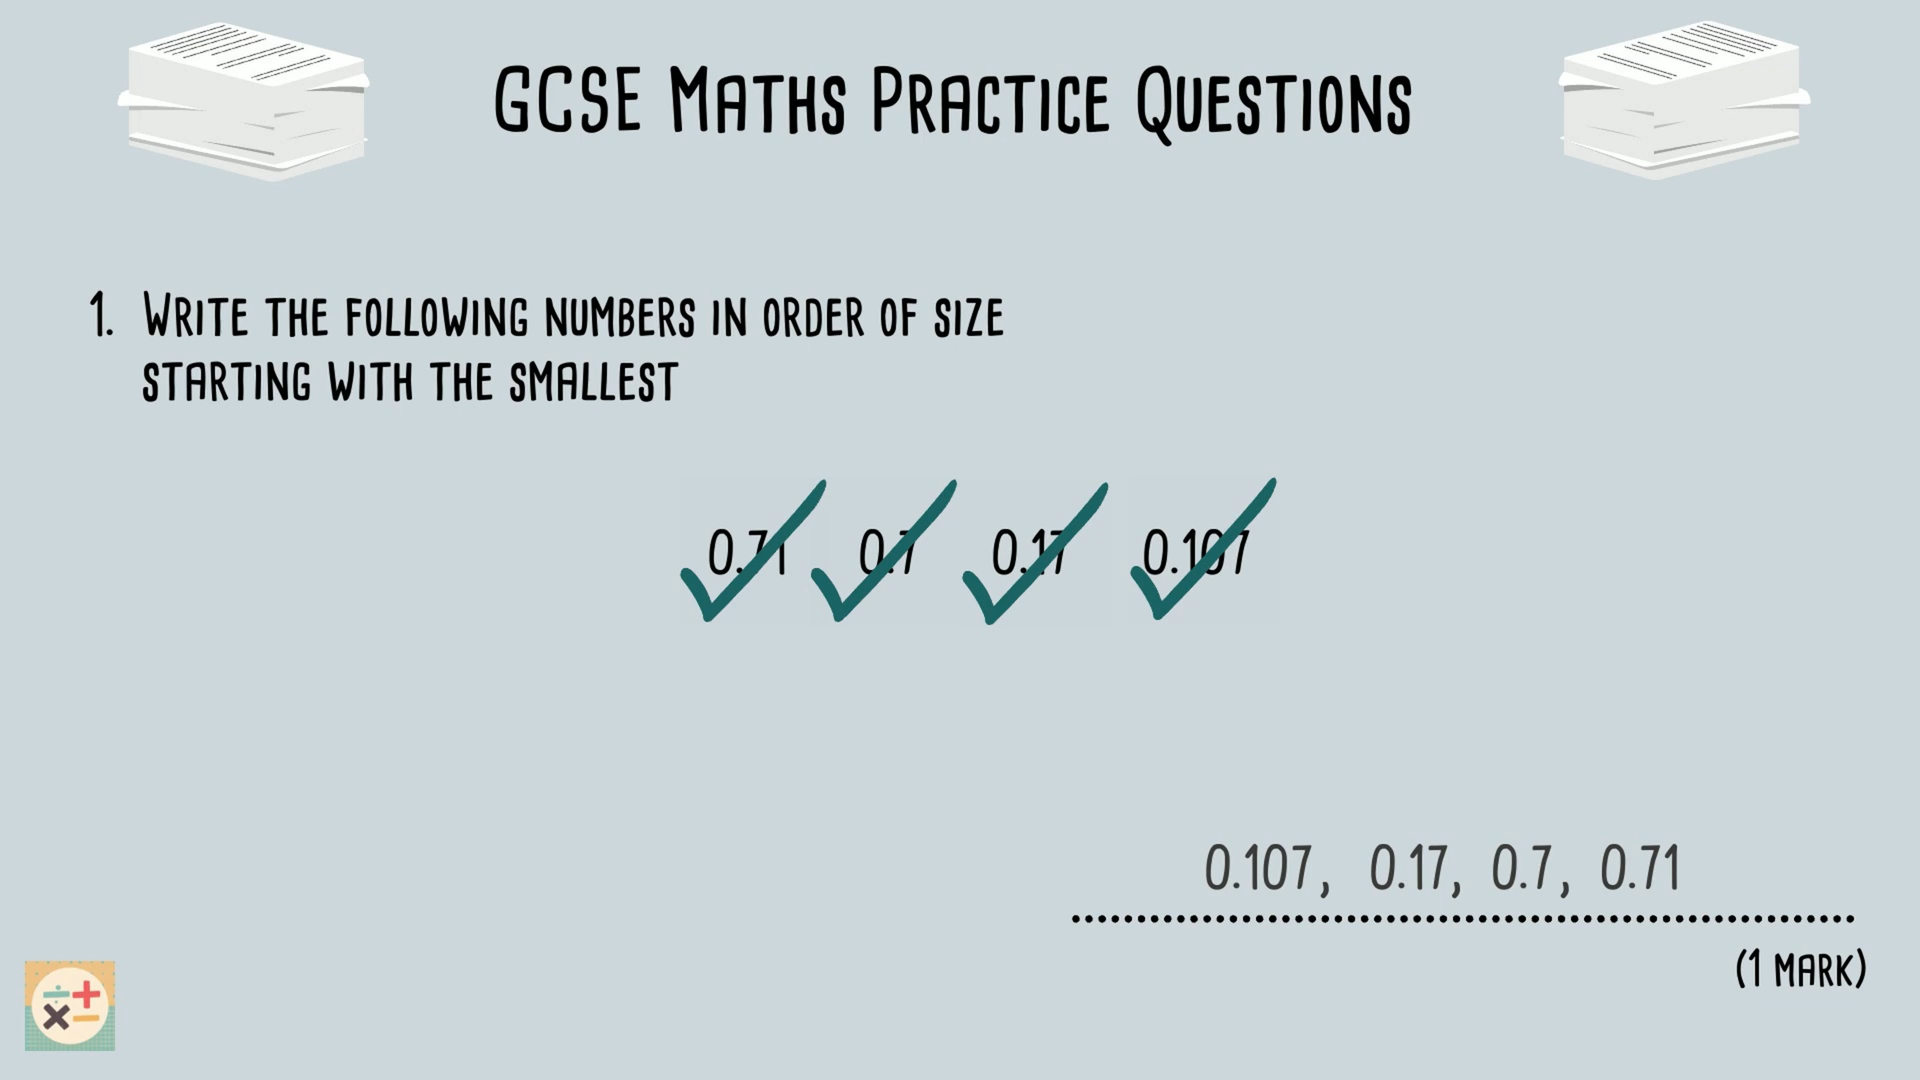 GCSE Maths Practice Questions
1. Write the following numbers in order of size
starting with the smallest
0.71 0.7 0.17 0.107
0.107, 0.17, 0.7, 0.71
(1 mark)